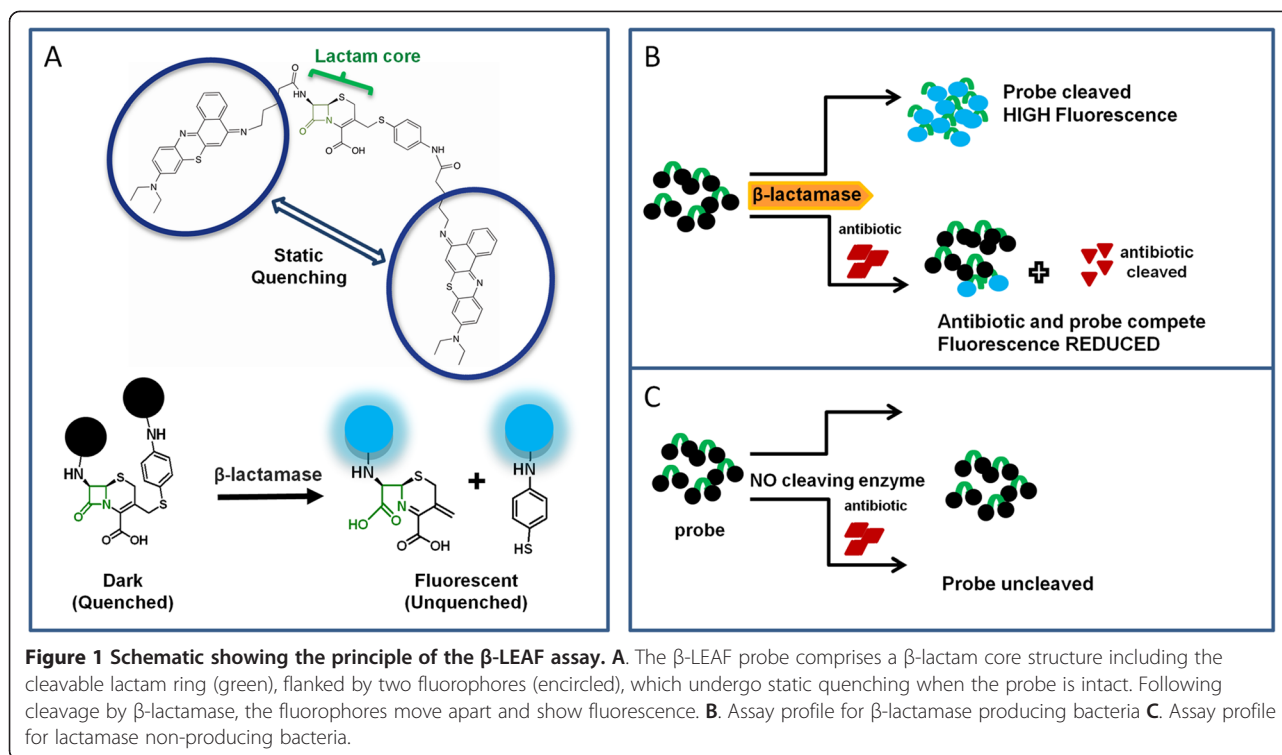 A
Lactam core
O
HN
S
O
N
N
N
S
N
S
O
OH
NH
O
Static
Quenching
N
S
N
N
NH
HN
S
S
O
N
O
OH
Dark
(Quenched)
β-lactamase
HN
S
O
HO
N
O
OH
+
HN
HS
Fluorescent
(Unquenched)
B
Probe cleaved
HIGH Fluorescence
β-lactamase
antibiotic
antibiotic
cleaved
Antibiotic and probe compete
Fluorescence REDUCED
C
NO cleaving enzyme
antibiotic
probe
Probe uncleaved
Figure 1 Schematic showing the principle of the β-LEAF assay. A. The β-LEAF probe comprises a β-lactam core structure including the
cleavable lactam ring (green), flanked by two fluorophores (encircled), which undergo static quenching when the probe is intact. Following
cleavage by β-lactamase, the fluorophores move apart and show fluorescence. B. Assay profile for β-lactamase producing bacteria C. Assay profile
for lactamase non-producing bacteria.